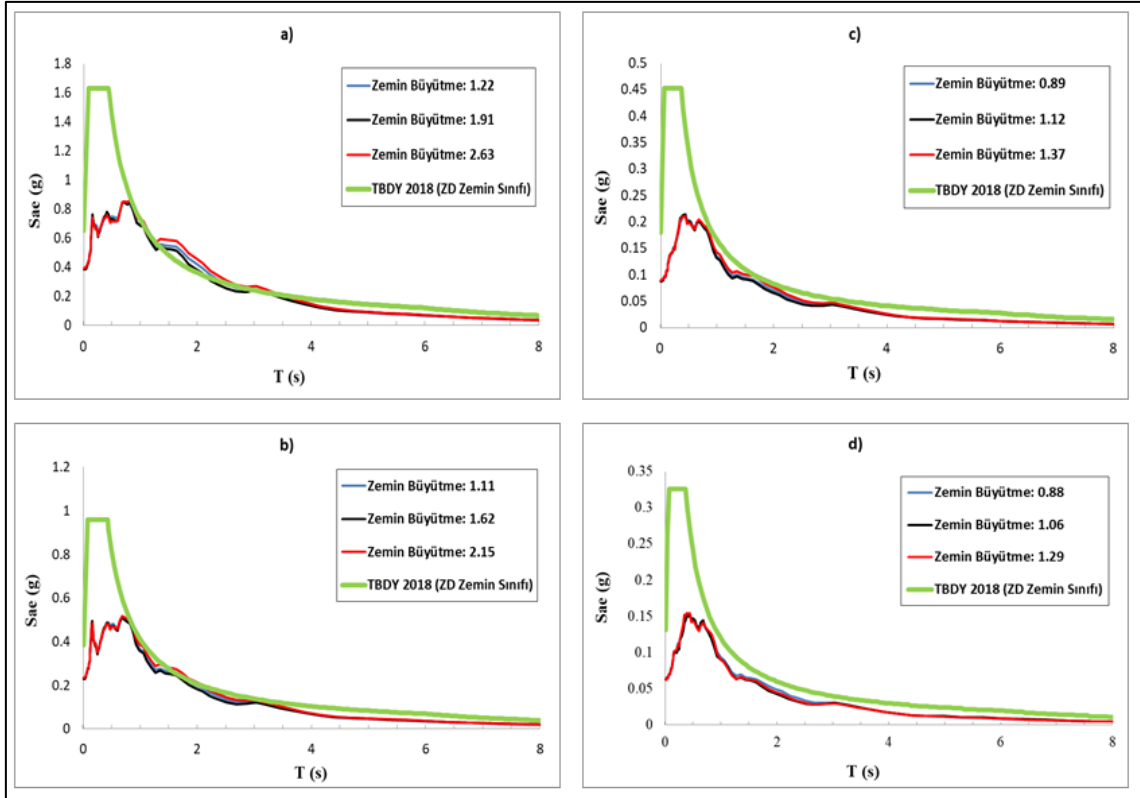 a)
1.8
1.6
1.4
1.2
1
0.8
0.6
0.4
0.2
0
Sae (g)
0 2 4 6 8
T (s)
Zemin Büyütme: 1.22
Zemin Büyütme: 1.91
Zemin Büyütme: 2.63
TBDY 2018 (ZD Zemin Sınıfı)
c)
0.5
0.45
0.4
0.35
0.3
0.25
0.2
0.15
0.1
0.05
0
Sae (g)
0 2 4 6 8
T (s)
Zemin Büyütme: 0.89
Zemin Büyütme: 1.12
Zemin Büyütme: 1.37
TBDY 2018 (ZD Zemin Sınıfı)
b)
1.2
1
0.8
0.6
0.4
0.2
0
Sae (g)
0 2 4 6 8
T (s)
Zemin Büyütme: 1.11
Zemin Büyütme: 1.62
Zemin Büyütme: 2.15
TBDY 2018 (ZD Zemin Sınıfı)
d)
0.35
0.3
0.25
0.2
0.15
0.1
0.05
0
Sae (g)
0 2 4 6 8
T (s)
Zemin Büyütme: 0.88
Zemin Büyütme: 1.06
Zemin Büyütme: 1.29
TBDY 2018 (ZD Zemin Sınıfı)